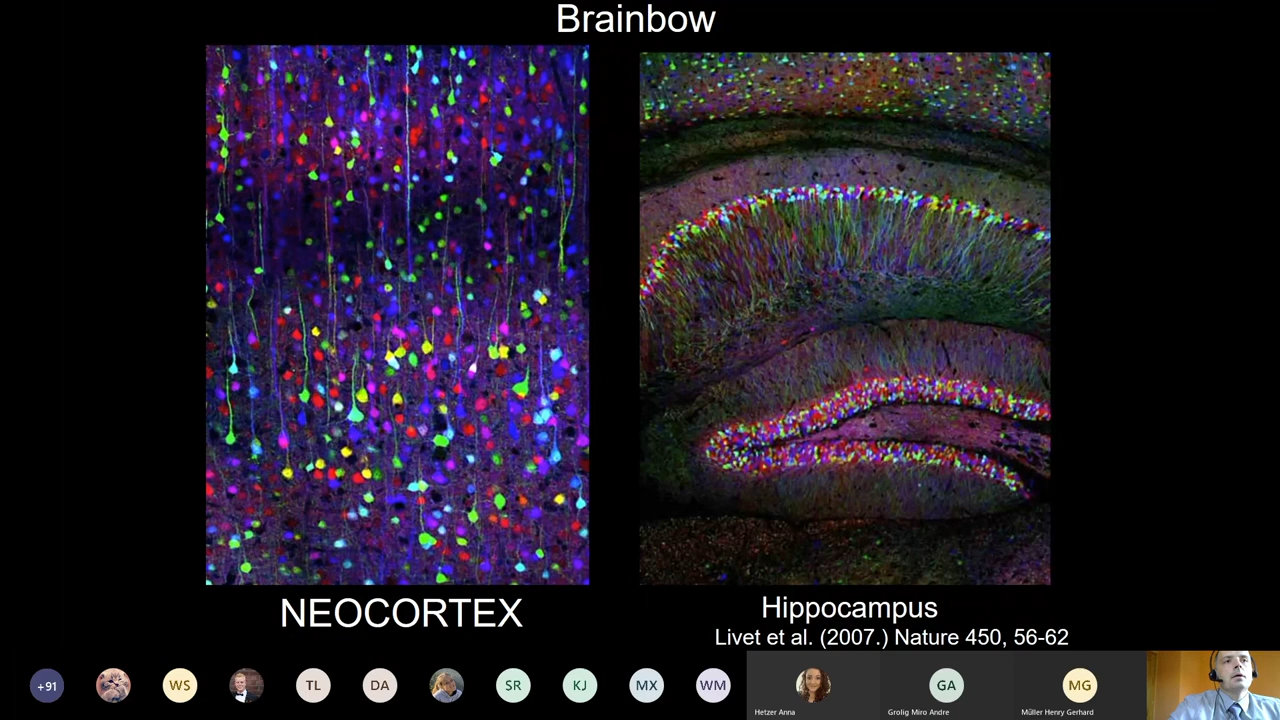 Brainbow
NEOCORTEX
Hippocampus
Livet et al. (2007.) Nature 450, 56-62
+91
WS
TL
DA
SR
KJ
MX
WM
GA
MG
Hetzer Anna
Grolig Miro Andre
Müller Henry Gerhard